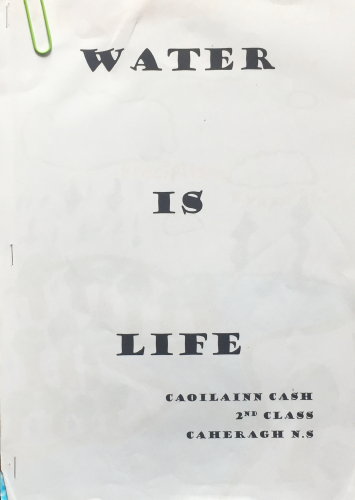 WATER
IS
LIFE
CAOILAINN CASH
2ND CLASS
CAHERAGH N.S